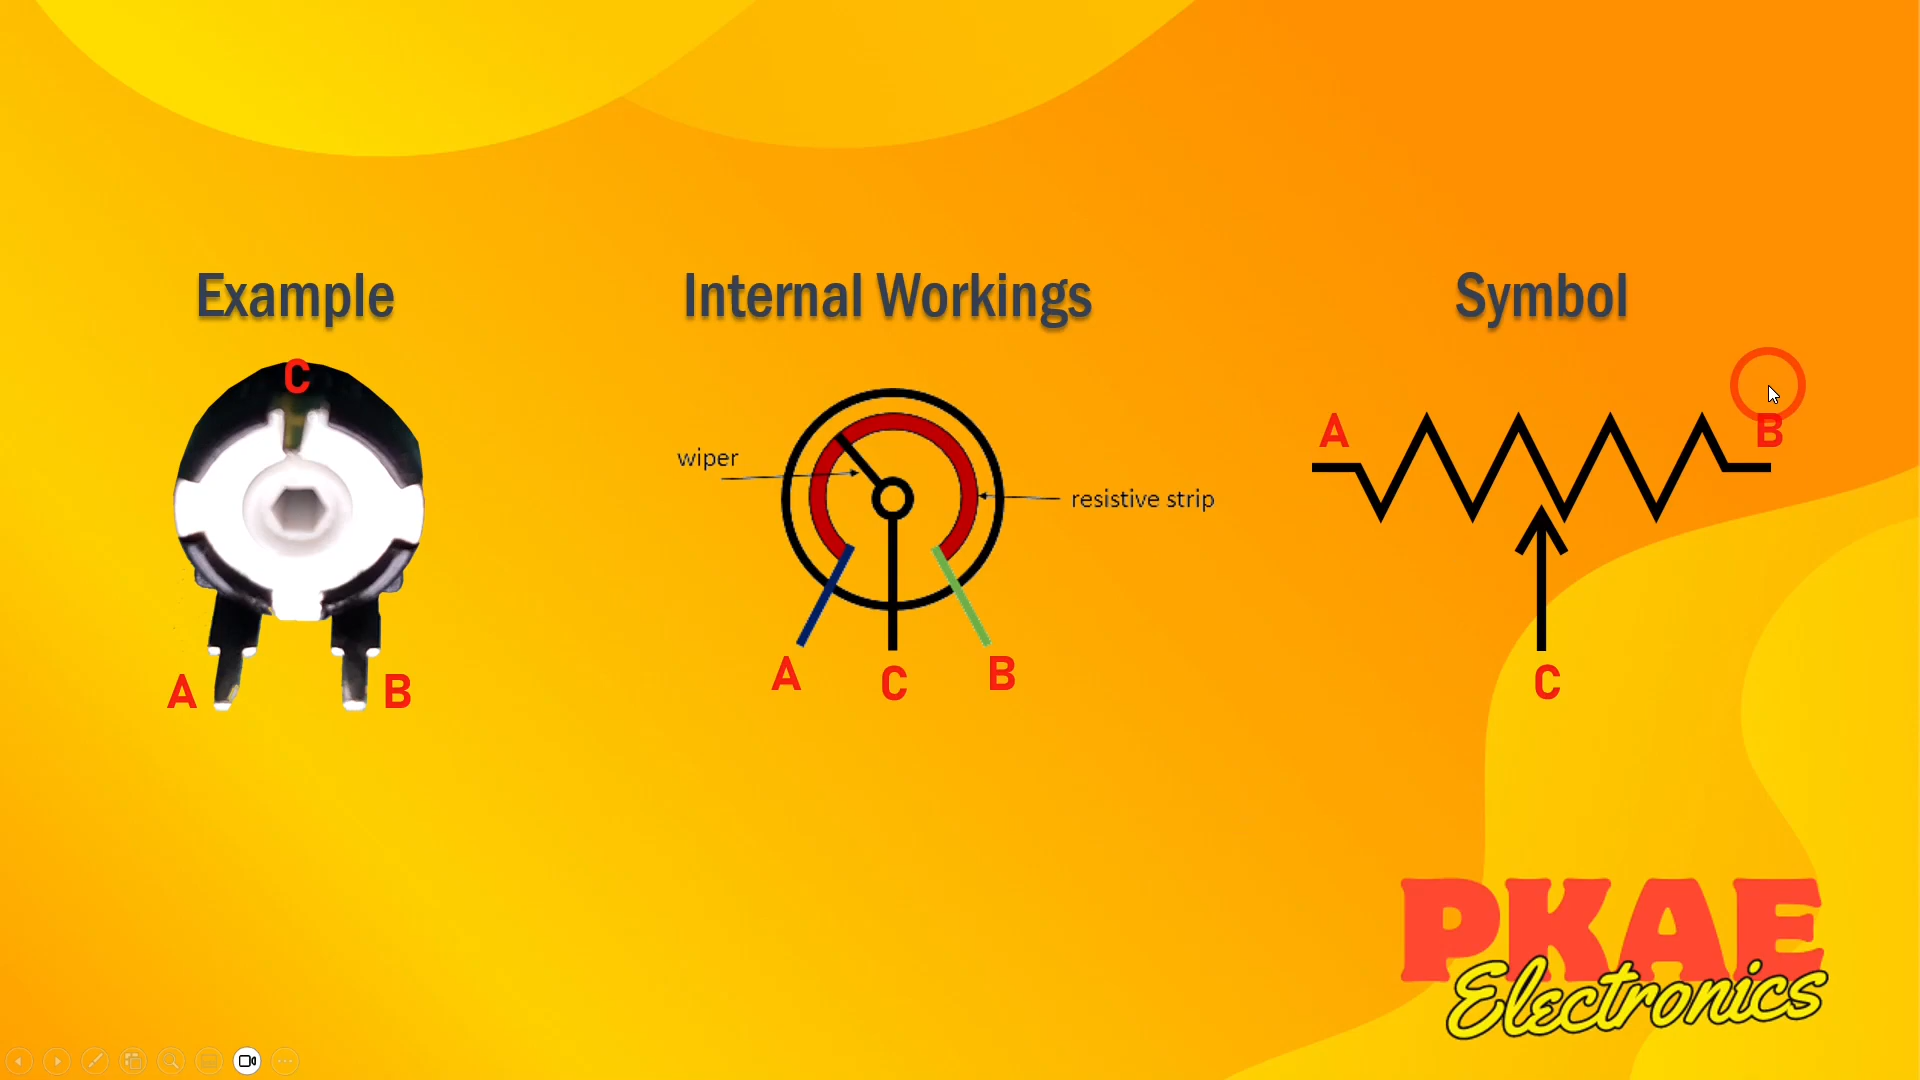 Example
Internal Workings
Symbol
C
A
B
wiper
resistive strip
A
C
B
A
B
C
PKAE
Electronics